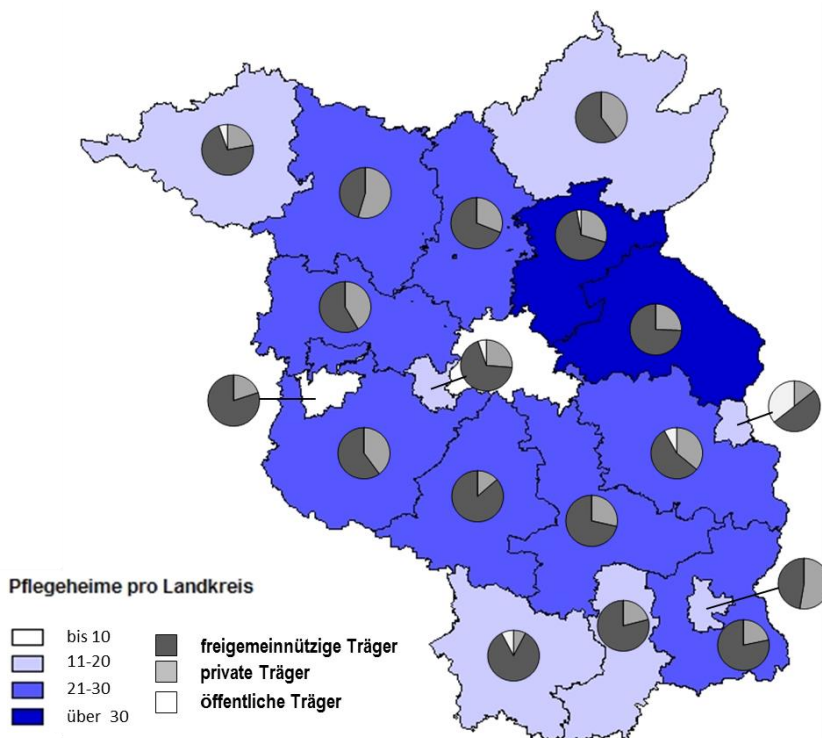 Pflegeheime pro Landkreis
bis 10
11-20
21-30
über 30
freigemeinnützige Träger
private Träger
öffentliche Träger